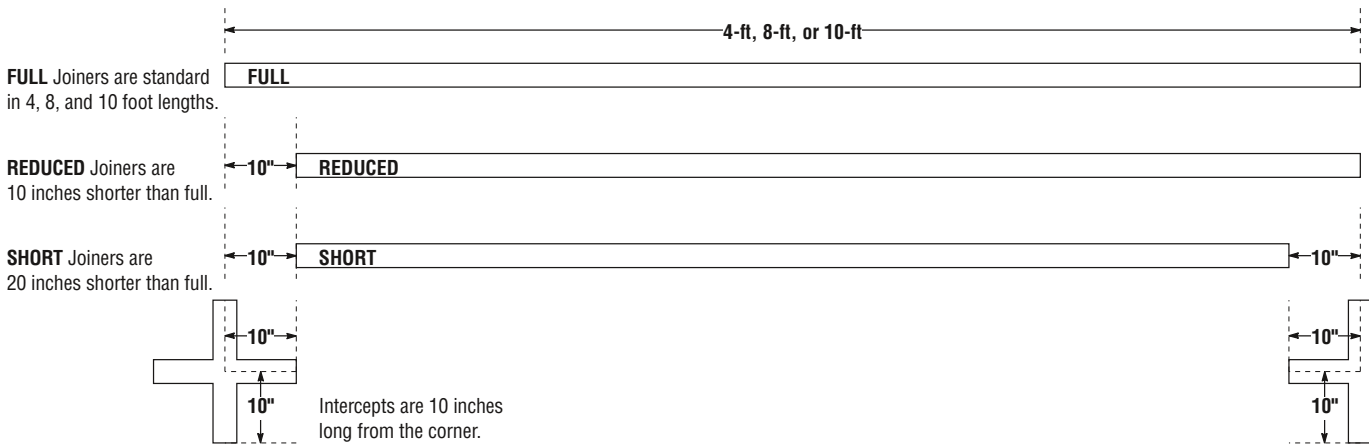 4-ft, 8-ft, or 10-ft
FULL Joiners are standard
in 4, 8, and 10 foot lengths.
FULL
REDUCED Joiners are
10 inches shorter than full.
10"
REDUCED
SHORT Joiners are
20 inches shorter than full.
10"
SHORT
10"
10"
10"
10"
Intercepts are 10 inches
long from the corner.
10"